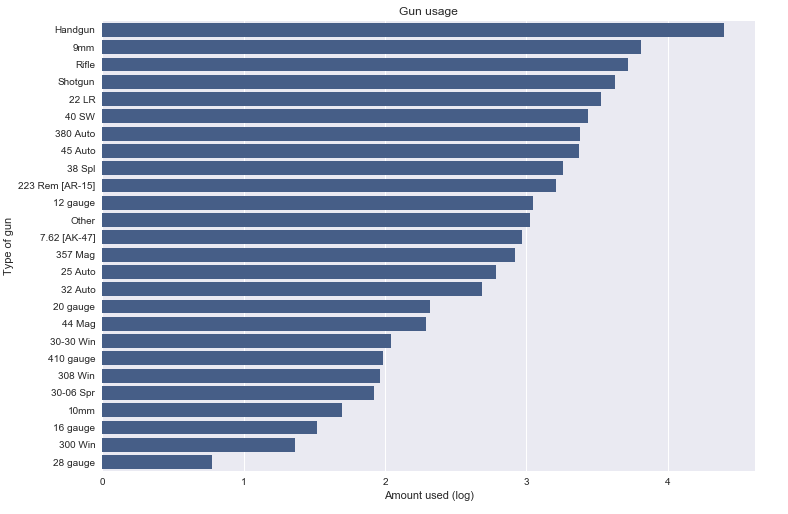 Gun usage
Handgun
9mm
Rifle
Shotgun
22 LR
40 SW
380 Auto
45 Auto
38 Spl
223 Rem [AR-15]
12 gauge
Other
7.62 [AK-47]
357 Mag
25 Auto
32 Auto
20 gauge
44 Mag
30-30 Win
410 gauge
308 Win
30-06 Spr
10mm
16 gauge
300 Win
28 gauge
Type of gun
0 1 2 3 4
Amount used (log)